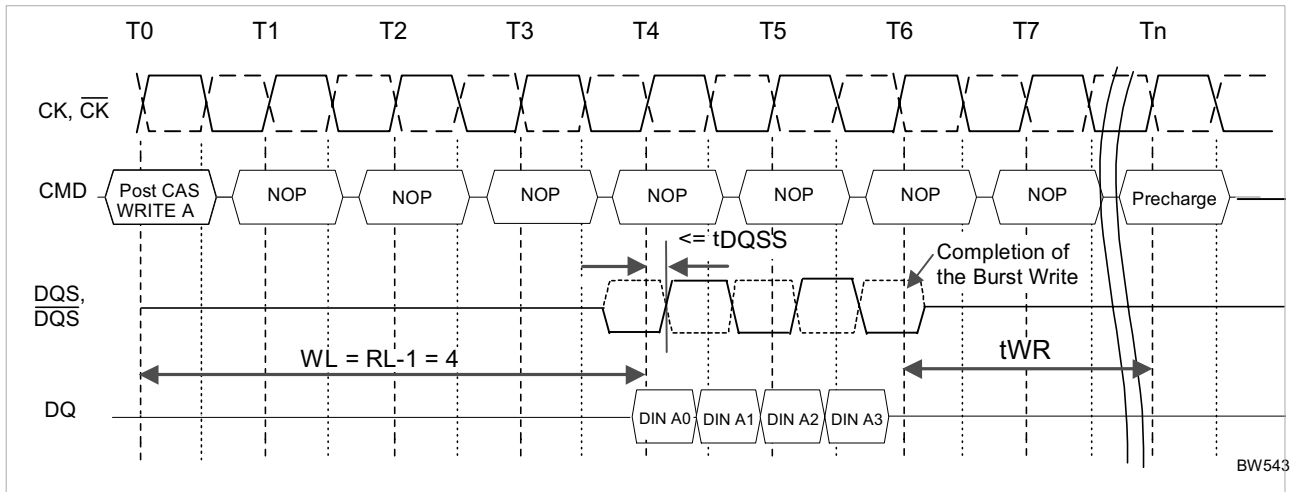 T0 T1 T2 T3 T4 T5 T6 T7 Tn
CK, C̅K̅
CMD
Post CAS
WRITE A
NOP NOP NOP NOP NOP NOP NOP Precharge
<= tDQSS
Completion of
the Burst Write
DQS,
D̅Q̅S̅
WL = RL-1 = 4
tWR
DQ
DIN A0 DIN A1 DIN A2 DIN A3
BW543